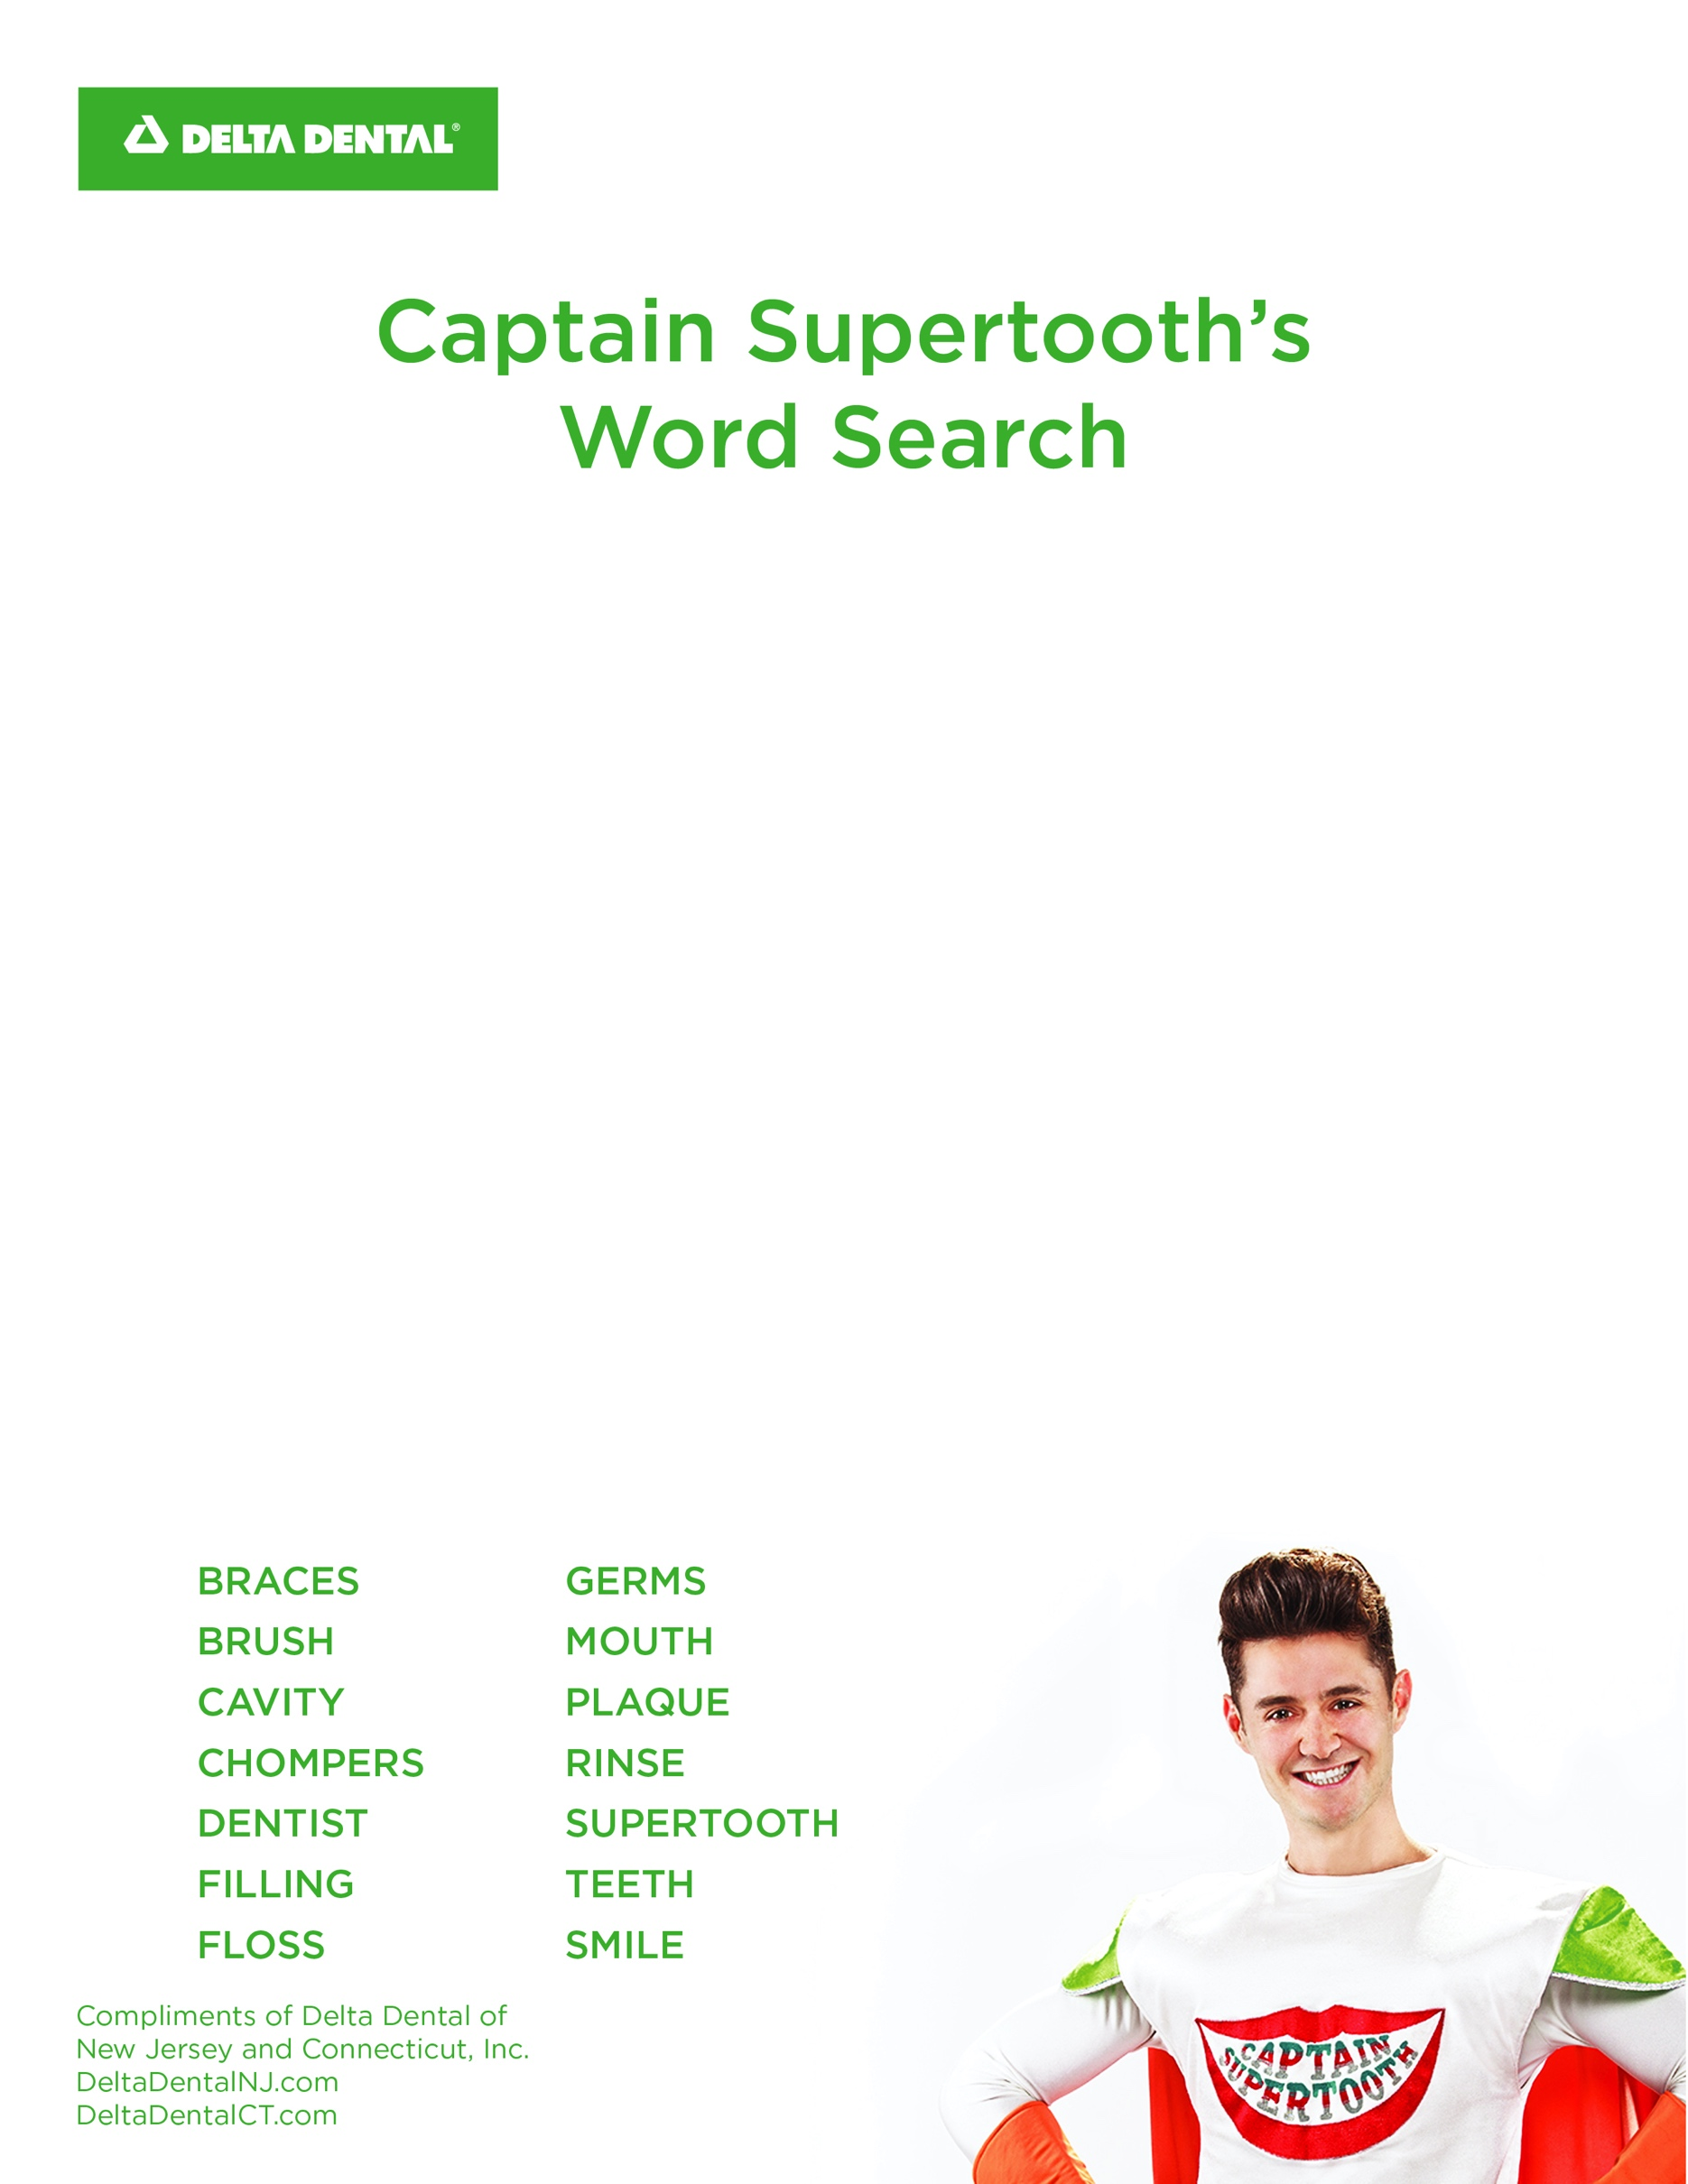 DELTA DENTAL®
Captain Supertooth’s
Word Search
BRACES
BRUSH
CAVITY
CHOMPERS
DENTIST
FILLING
FLOSS
GERMS
MOUTH
PLAQUE
RINSE
SUPERTOOTH
TEETH
SMILE
Compliments of Delta Dental of
New Jersey and Connecticut, Inc.
DeltaDentalNJ.com
DeltaDentalCT.com
CAPTAIN
SUPERTOOTH